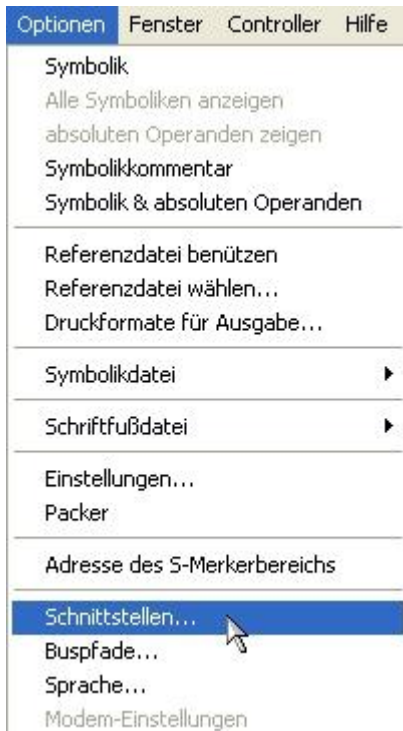 Optionen Fenster Controller Hilfe
Symbolik
Alle Symboliken anzeigen
absoluten Operanden zeigen
Symbolikkommentar
Symbolik & absoluten Operanden
Referenzdatei benützen
Referenzdatei wählen...
Druckformate für Ausgabe...
Symbolikdatei
Schriftfußdatei
Einstellungen...
Packer
Adresse des S-Merkerbereichs
Schnittstellen...
Buspfade...
Sprache...
Modem-Einstellungen